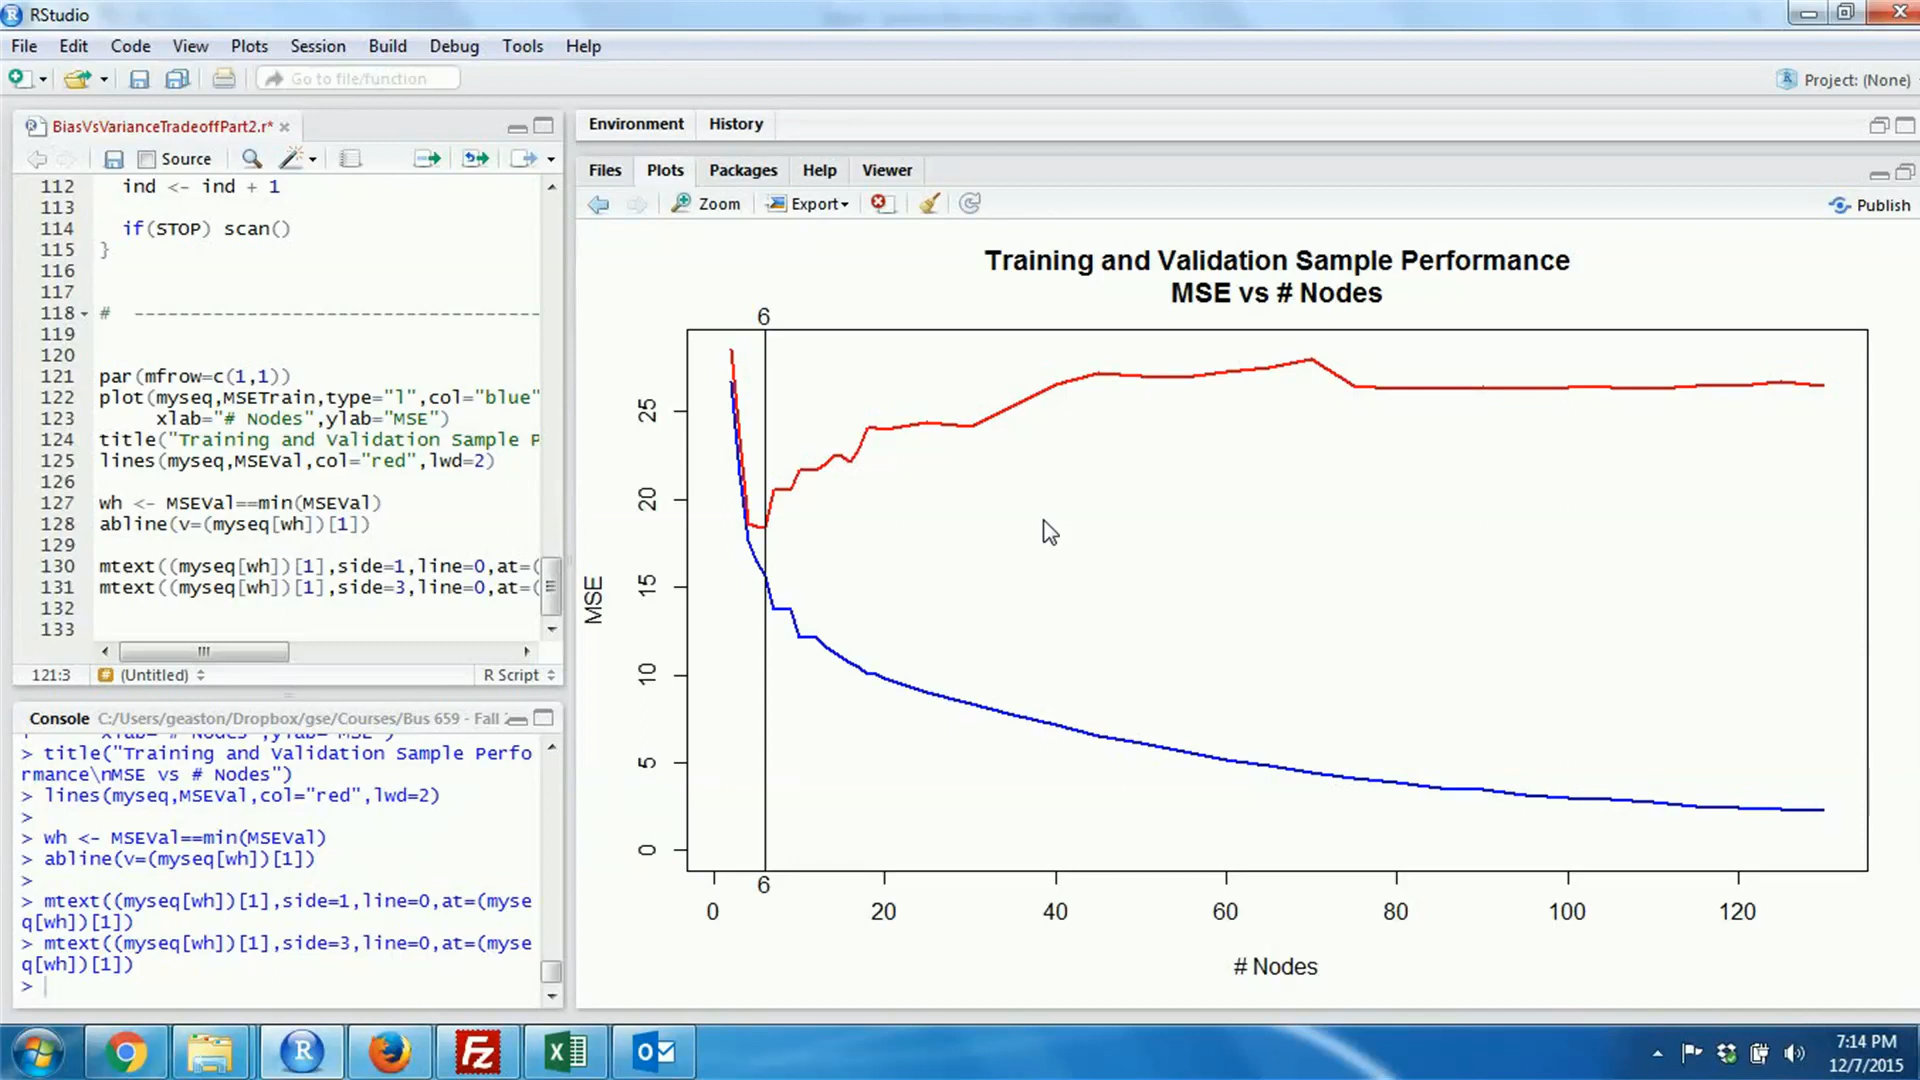 RStudio
File Edit Code View Plots Session Build Debug Tools Help
Go to file/function
Project: (None)
BiasVsVarianceTradeoffPart2.r*
Source
112 ind <- ind + 1
113
114 if(STOP) scan()
115 }
116
117
118 # ------------------------------------
119
120
121 par(mfrow=c(1,1))
122 plot(myseq,MSETrain,type="l",col="blue"
123 xlab="# Nodes",ylab="MSE")
124 title("Training and Validation Sample P
125 lines(myseq,MSEVal,col="red",lwd=2)
126
127 wh <- MSEVal==min(MSEVal)
128 abline(v=(myseq[wh])[1])
129
130 mtext((myseq[wh])[1],side=1,line=0,at=(
131 mtext((myseq[wh])[1],side=3,line=0,at=(
132
133
121:3 (Untitled) R Script
Console C:/Users/geaston/Dropbox/gse/Courses/Bus 659 - Fall
> title("Training and Validation Sample Perfo
rmance\nMSE vs # Nodes")
> lines(myseq,MSEVal,col="red",lwd=2)
>
> wh <- MSEVal==min(MSEVal)
> abline(v=(myseq[wh])[1])
>
> mtext((myseq[wh])[1],side=1,line=0,at=(myse
q[wh])[1])
> mtext((myseq[wh])[1],side=3,line=0,at=(myse
q[wh])[1])
>
Environment History
Files Plots Packages Help Viewer
Zoom Export Publish
Training and Validation Sample Performance
MSE vs # Nodes
6
MSE
25
20
15
10
5
0
6
0 20 40 60 80 100 120
# Nodes
7:14 PM
12/7/2015